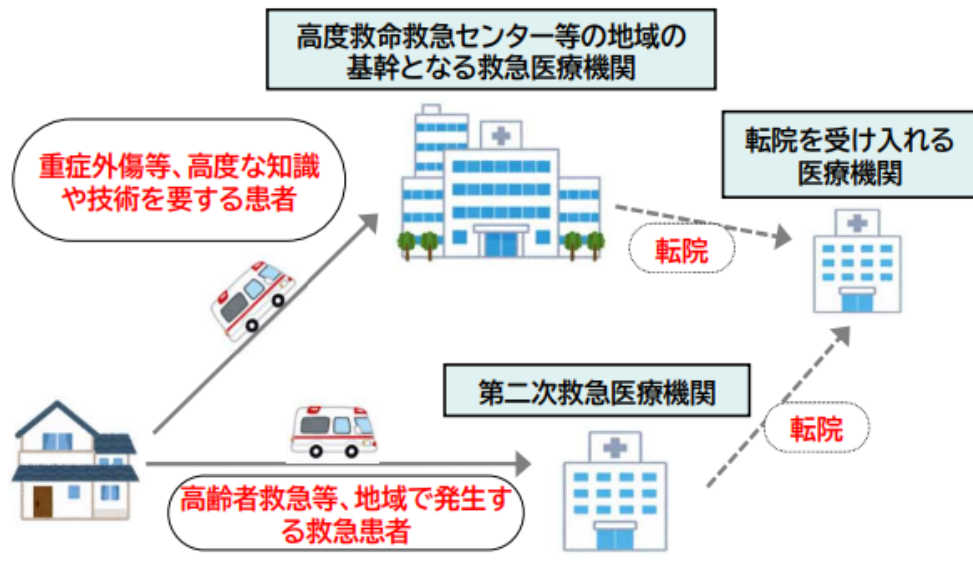 高度救命救急センター等の地域の
基幹となる救急医療機関
転院を受け入れる
医療機関
重症外傷等、高度な知識
や技術を要する患者
転院
第二次救急医療機関
転院
高齢者救急等、地域で発生す
る救急患者